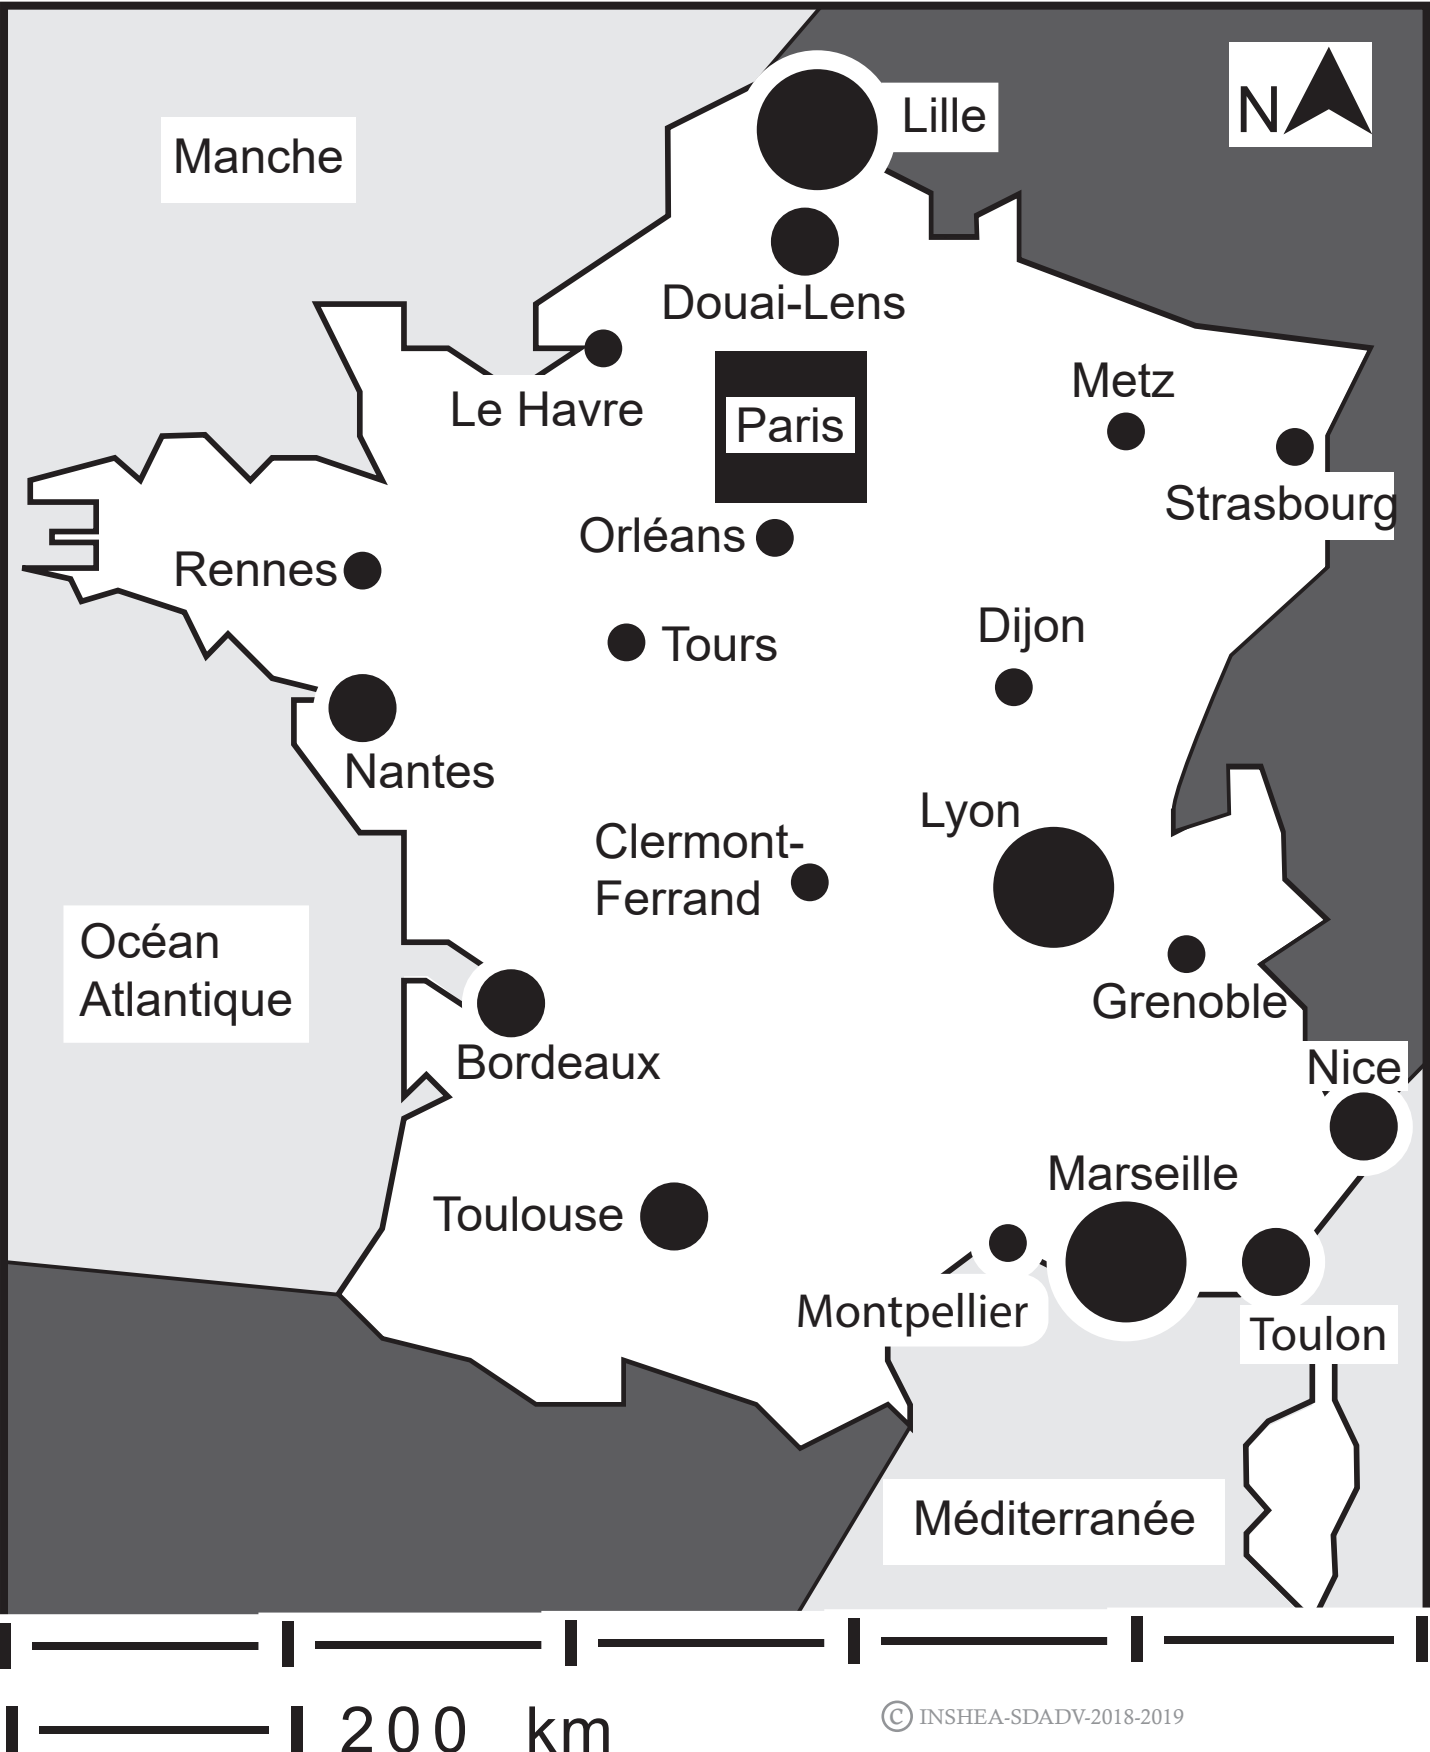 Lille
N
Manche
Douai-Lens
Metz
Le Havre
Paris
Strasbourg
Orléans
Rennes
Dijon
Tours
Nantes
Lyon
Clermont-
Ferrand
Océan
Atlantique
Grenoble
Bordeaux
Nice
Marseille
Toulouse
Montpellier
Toulon
Méditerranée
200 km
© INSHEA-SDADV-2018-2019